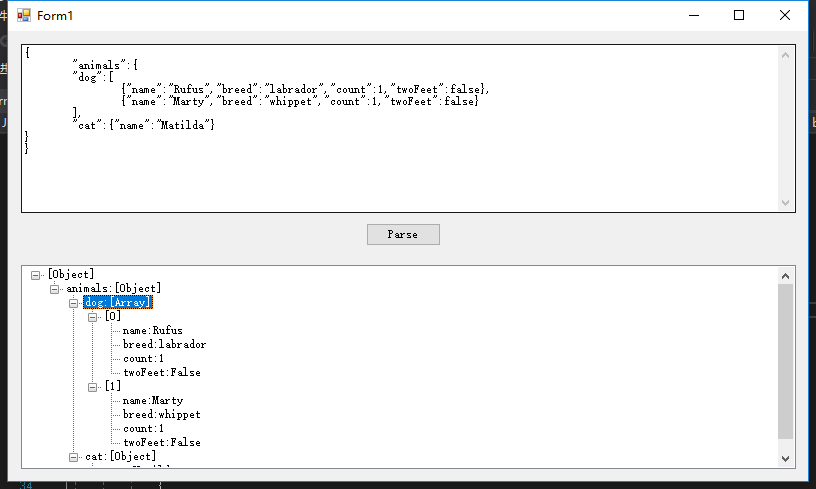 Form1
{
"animals":{
"dog":[
{"name":"Rufus","breed":"labrador","count":1,"twoFeet":false},
{"name":"Marty","breed":"whippet","count":1,"twoFeet":false}
],
"cat":{"name":"Matilda"}
}
}
Parse
[Object]
animals:[Object]
dog:[Array]
[0]
name:Rufus
breed:labrador
count:1
twoFeet:False
[1]
name:Marty
breed:whippet
count:1
twoFeet:False
cat:[Object]
34 {